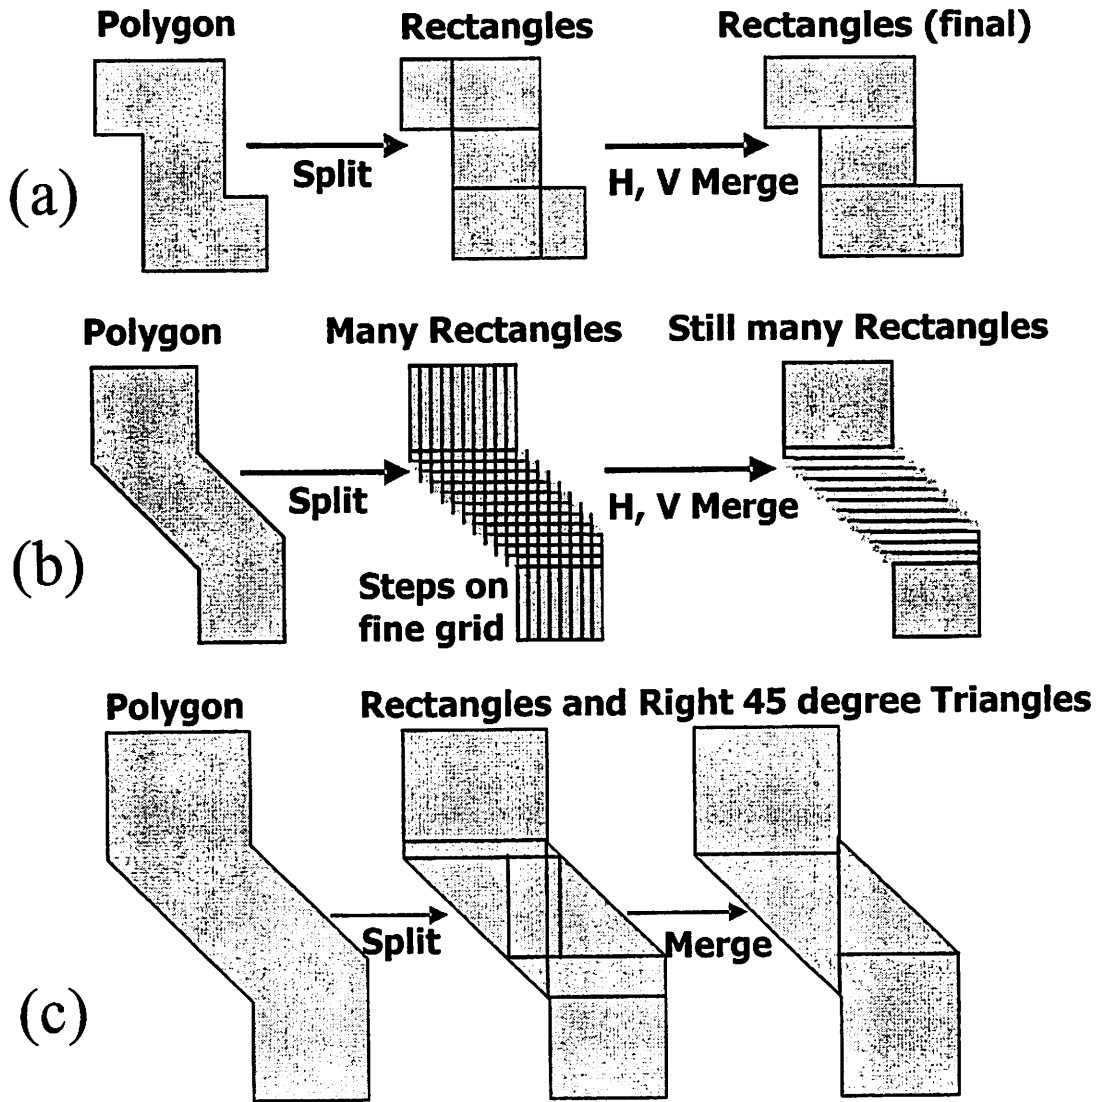 Polygon
Rectangles
Rectangles (final)
Split
H, V Merge
(a)
Polygon
Many Rectangles
Still many Rectangles
Split
H, V Merge
(b)
Steps on
fine grid
Polygon
Rectangles and Right 45 degree Triangles
Split
Merge
(c)